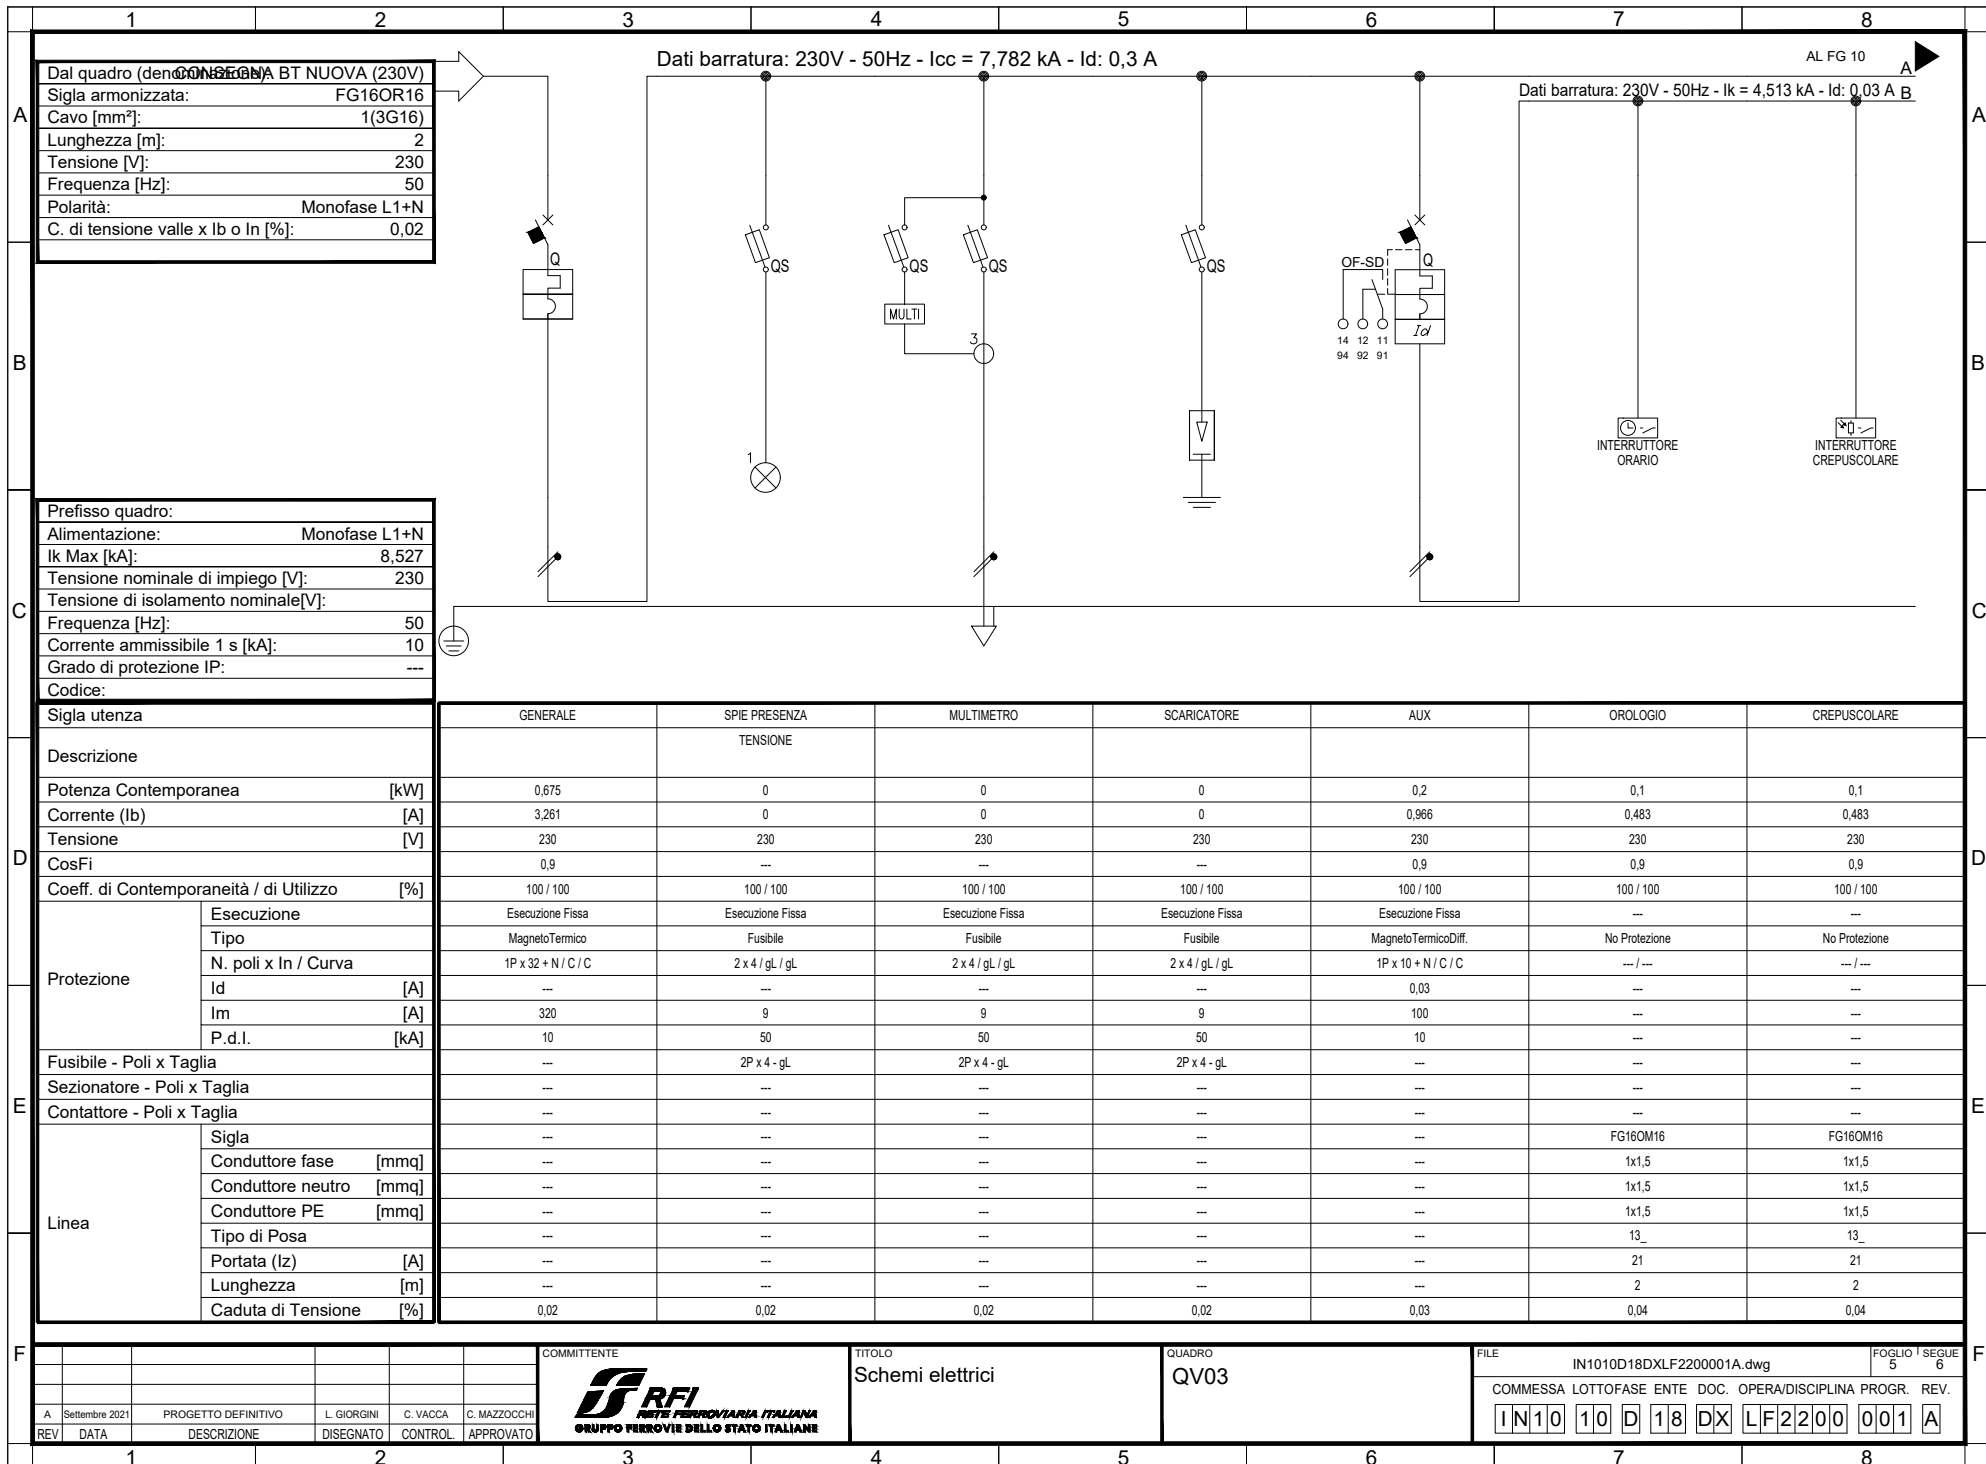 1 2 3 4 5 6 7 8
Dati barratura: 230V - 50Hz - Icc = 7,782 kA - Id: 0,3 A
AL FG 10
A
Dati barratura: 230V - 50Hz - Ik = 4,513 kA - Id: 0,03 A B
Dal quadro (denominazione): CONSEGNA BT NUOVA (230V)
Sigla armonizzata: FG16OR16
Cavo [mm²]: 1(3G16)
Lunghezza [m]: 2
Tensione [V]: 230
Frequenza [Hz]: 50
Polarità: Monofase L1+N
C. di tensione valle x Ib o In [%]: 0,02
A A
Q
QS
QS
QS
QS
OF-SD
Q
MULTI
3
Id
14 12 11
94 92 91
B B
1
INTERRUTTORE
ORARIO
INTERRUTTORE
CREPUSCOLARE
Prefisso quadro:
Alimentazione: Monofase L1+N
Ik Max [kA]: 8,527
Tensione nominale di impiego [V]: 230
Tensione di isolamento nominale[V]:
Frequenza [Hz]: 50
Corrente ammissibile 1 s [kA]: 10
Grado di protezione IP: ---
Codice:
C C
Sigla utenza GENERALE SPIE PRESENZA MULTIMETRO SCARICATORE AUX OROLOGIO CREPUSCOLARE
Descrizione TENSIONE
Potenza Contemporanea [kW] 0,675 0 0 0 0,2 0,1 0,1
Corrente (Ib) [A] 3,261 0 0 0 0,966 0,483 0,483
Tensione [V] 230 230 230 230 230 230 230
CosFi 0,9 --- --- --- 0,9 0,9 0,9
D D
Coeff. di Contemporaneità / di Utilizzo [%] 100 / 100 100 / 100 100 / 100 100 / 100 100 / 100 100 / 100 100 / 100
Protezione
Esecuzione Esecuzione Fissa Esecuzione Fissa Esecuzione Fissa Esecuzione Fissa Esecuzione Fissa --- ---
Tipo MagnetoTermico Fusibile Fusibile Fusibile MagnetoTermicoDiff. No Protezione No Protezione
N. poli x In / Curva 1P x 32 + N / C / C 2 x 4 / gL / gL 2 x 4 / gL / gL 2 x 4 / gL / gL 1P x 10 + N / C / C --- / --- --- / ---
Id [A] --- --- --- --- 0,03 --- ---
Im [A] 320 9 9 9 100 --- ---
P.d.I. [kA] 10 50 50 50 10 --- ---
Fusibile - Poli x Taglia --- 2P x 4 - gL 2P x 4 - gL 2P x 4 - gL --- --- ---
Sezionatore - Poli x Taglia --- --- --- --- --- --- ---
Contattore - Poli x Taglia --- --- --- --- --- --- ---
E E
Linea
Sigla --- --- --- --- --- FG16OM16 FG16OM16
Conduttore fase [mmq] --- --- --- --- --- 1x1,5 1x1,5
Conduttore neutro [mmq] --- --- --- --- --- 1x1,5 1x1,5
Conduttore PE [mmq] --- --- --- --- --- 1x1,5 1x1,5
Tipo di Posa --- --- --- --- --- 13_ 13_
Portata (Iz) [A] --- --- --- --- --- 21 21
Lunghezza [m] --- --- --- --- --- 2 2
Caduta di Tensione [%] 0,02 0,02 0,02 0,02 0,03 0,04 0,04
F F
A Settembre 2021 PROGETTO DEFINITIVO L. GIORGINI C. VACCA C. MAZZOCCHI
REV DATA DESCRIZIONE DISEGNATO CONTROL. APPROVATO
COMMITTENTE
RFI
RETE FERROVIARIA ITALIANA
GRUPPO FERROVIE DELLO STATO ITALIANE
TITOLO
Schemi elettrici
QUADRO
QV03
FILE
IN1010D18DXLF2200001A.dwg
FOGLIO SEGUE
5 6
COMMESSA LOTTO FASE ENTE DOC. OPERA/DISCIPLINA PROGR. REV.
IN10 10 D 18 DX LF2200 001 A
1 2 3 4 5 6 7 8